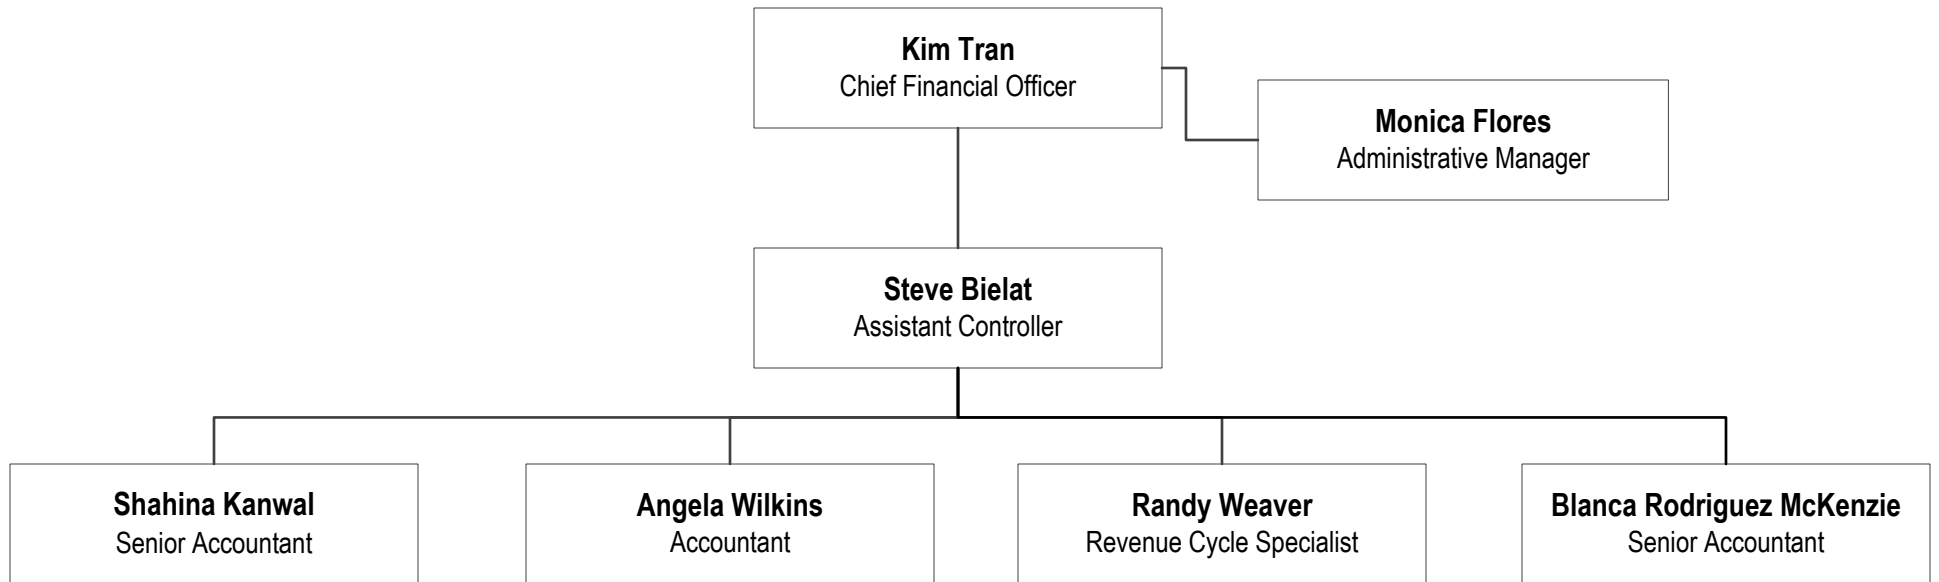 Kim Tran
Chief Financial Officer
Monica Flores
Administrative Manager
Steve Bielat
Assistant Controller
Shahina Kanwal
Senior Accountant
Angela Wilkins
Accountant
Randy Weaver
Revenue Cycle Specialist
Blanca Rodriguez McKenzie
Senior Accountant